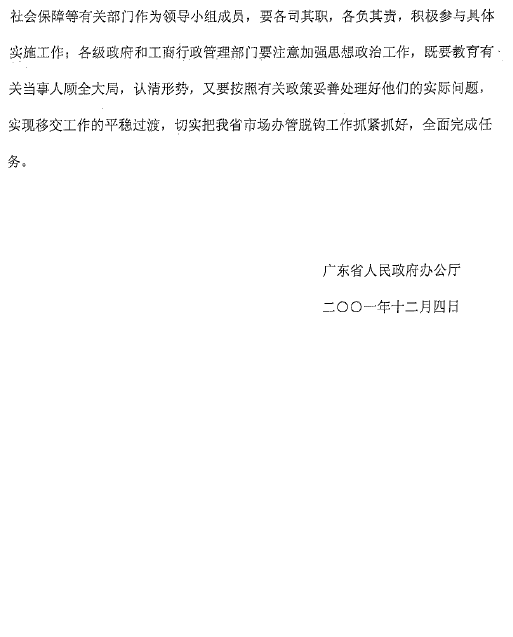 社会保障等有关部门作为领导小组成员，要各司其职，各负其责，积极参与具体
实施工作；各级政府和工商行政管理部门要注意加强思想政治工作，既要教育有
关当事人顾全大局，认清形势，又要按照有关政策妥善处理好他们的实际问题，
实现移交工作的平稳过渡，切实把我省市场办管脱钩工作抓紧抓好，全面完成任
务。
广东省人民政府办公厅
二〇〇一年十二月四日